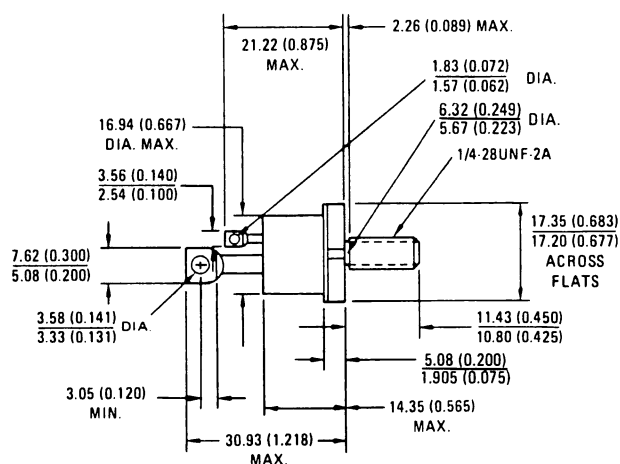 21.22 (0.875)
MAX.
2.26 (0.089) MAX.
1.83 (0.072)
1.57 (0.062)
DIA.
6.32 (0.249)
5.67 (0.223)
DIA.
1/4-28UNF-2A
16.94 (0.667)
DIA. MAX.
3.56 (0.140)
2.54 (0.100)
7.62 (0.300)
5.08 (0.200)
17.35 (0.683)
17.20 (0.677)
ACROSS
FLATS
3.58 (0.141)
3.33 (0.131)
DIA.
11.43 (0.450)
10.80 (0.425)
5.08 (0.200)
1.905 (0.075)
3.05 (0.120)
MIN.
14.35 (0.565)
MAX.
30.93 (1.218)
MAX.